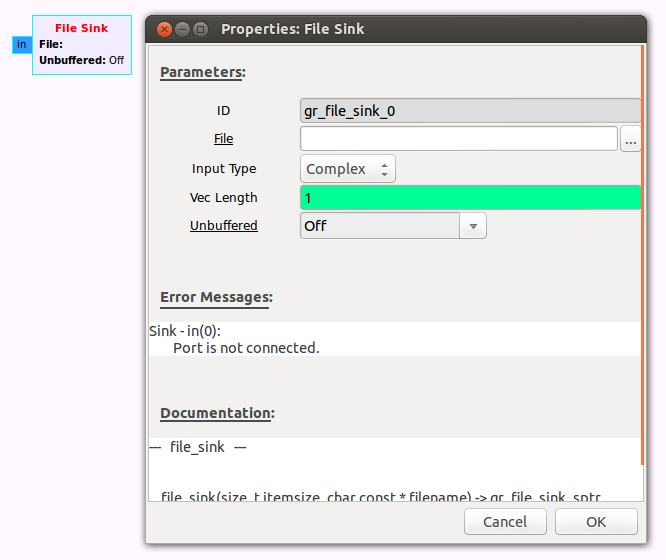 File Sink
in
File:
Unbuffered: Off
Properties: File Sink
Parameters:
ID
gr_file_sink_0
File
...
Input Type
Complex
Vec Length
1
Unbuffered
Off
Error Messages:
Sink - in(0):
Port is not connected.
Documentation:
--- file_sink ---
file_sink(size_t itemsize, char const * filename) -> gr_file_sink_sptr
Cancel
OK